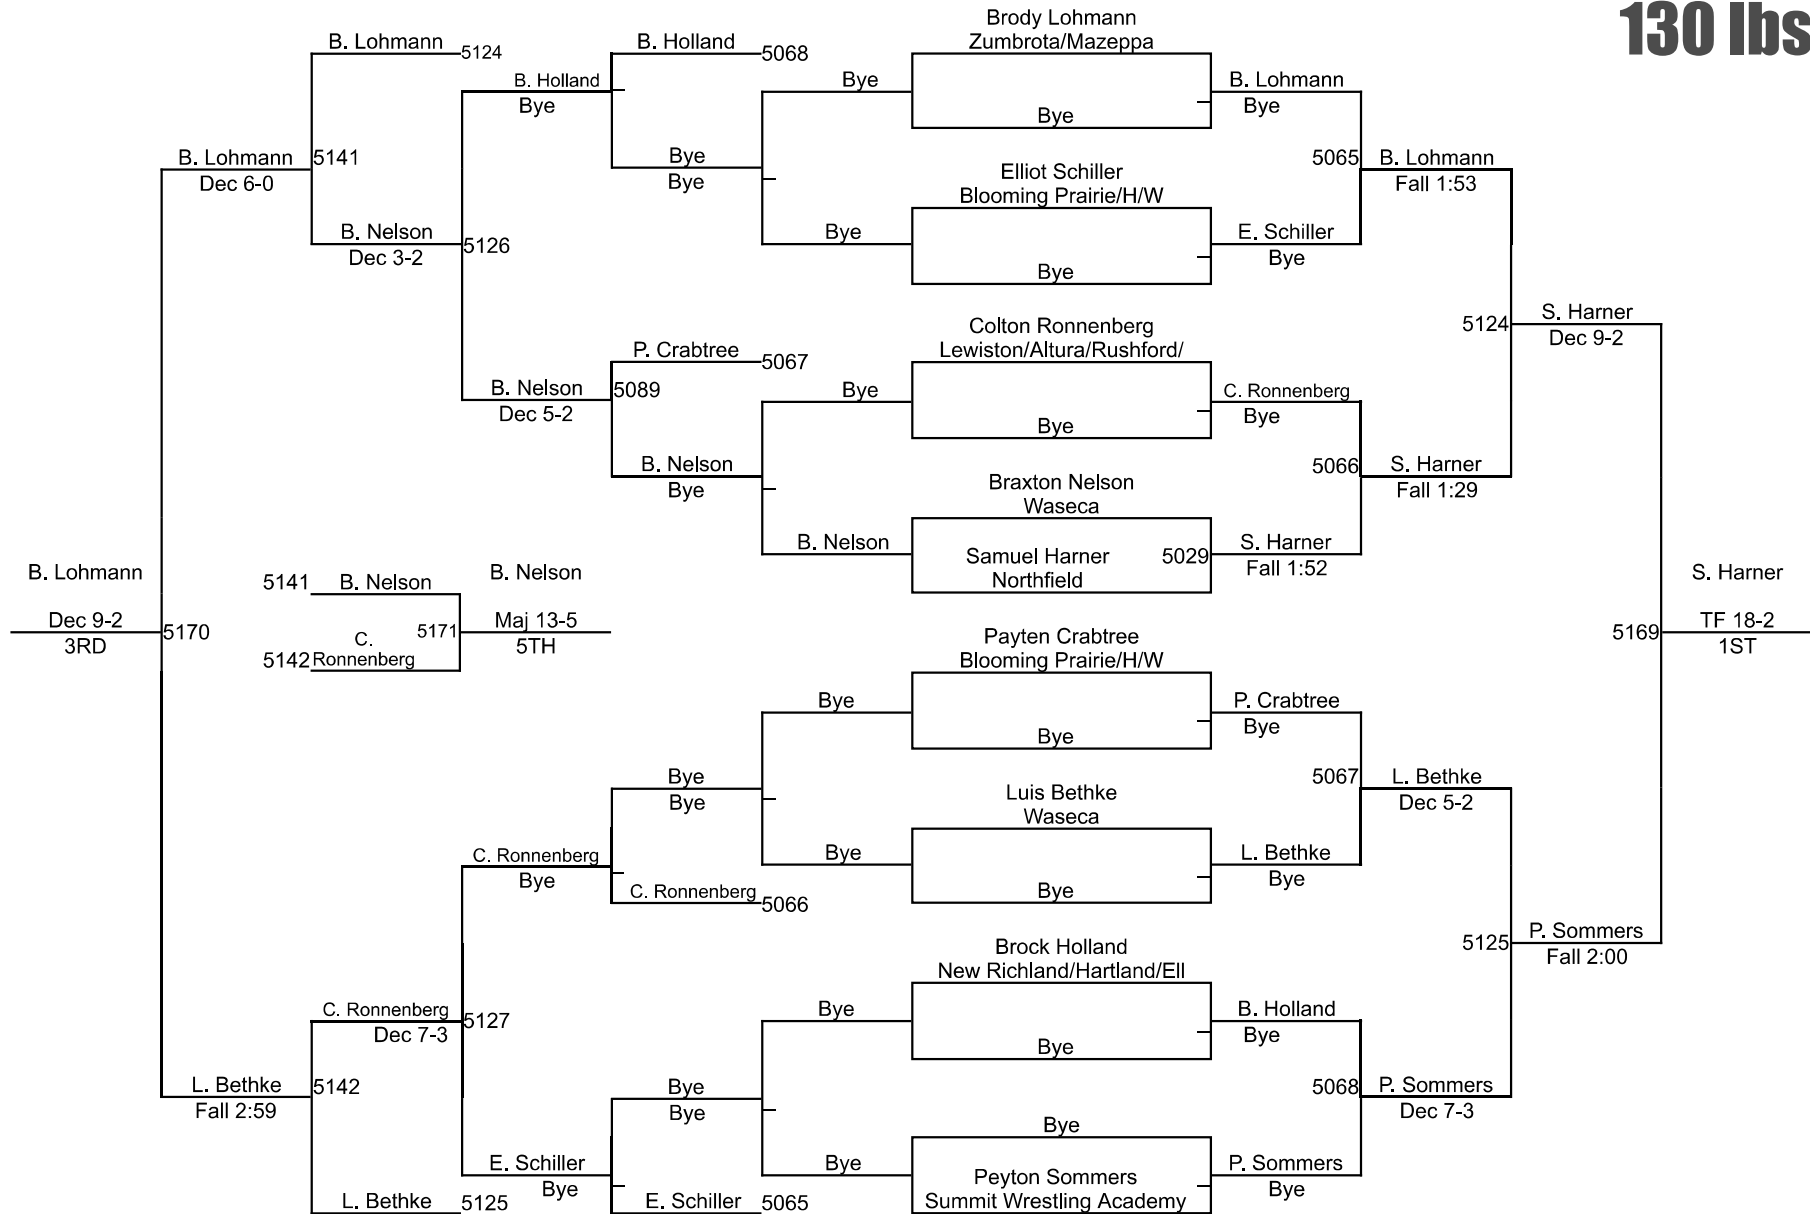 130 lbs
Brody Lohmann
Zumbrota/Mazeppa
B. Lohmann 5124
B. Holland 5068
B. Holland
Bye
Bye
Bye
B. Lohmann
Bye
B. Lohmann 5141
Dec 6-0
Bye
Bye
5065 B. Lohmann
Fall 1:53
Elliot Schiller
Blooming Prairie/H/W
B. Nelson 5126
Dec 3-2
Bye
Bye
E. Schiller
Bye
Colton Ronnenberg
Lewiston/Altura/Rushford/
5124 S. Harner
Dec 9-2
P. Crabtree 5067
B. Nelson 5089
Dec 5-2
Bye
Bye
C. Ronnenberg
Bye
B. Nelson
Bye
5066 S. Harner
Fall 1:29
Braxton Nelson
Waseca
B. Nelson
Samuel Harner 5029
Northfield
S. Harner
Fall 1:52
B. Lohmann
Dec 9-2 5170
3RD
5141 B. Nelson
5142 C.
Ronnenberg
5171
B. Nelson
Maj 13-5
5TH
S. Harner
5169 TF 18-2
1ST
Payten Crabtree
Blooming Prairie/H/W
Bye
Bye
P. Crabtree
Bye
Bye
Bye
5067 L. Bethke
Dec 5-2
Luis Bethke
Waseca
C. Ronnenberg
Bye
Bye
Bye
L. Bethke
Bye
C. Ronnenberg 5066
Brock Holland
New Richland/Hartland/Ell
5125 P. Sommers
Fall 2:00
C. Ronnenberg 5127
Dec 7-3
Bye
Bye
B. Holland
Bye
L. Bethke 5142
Fall 2:59
Bye
Bye
5068 P. Sommers
Dec 7-3
Bye
E. Schiller
Bye
Bye
Peyton Sommers
Summit Wrestling Academy
P. Sommers
Bye
L. Bethke 5125
E. Schiller 5065